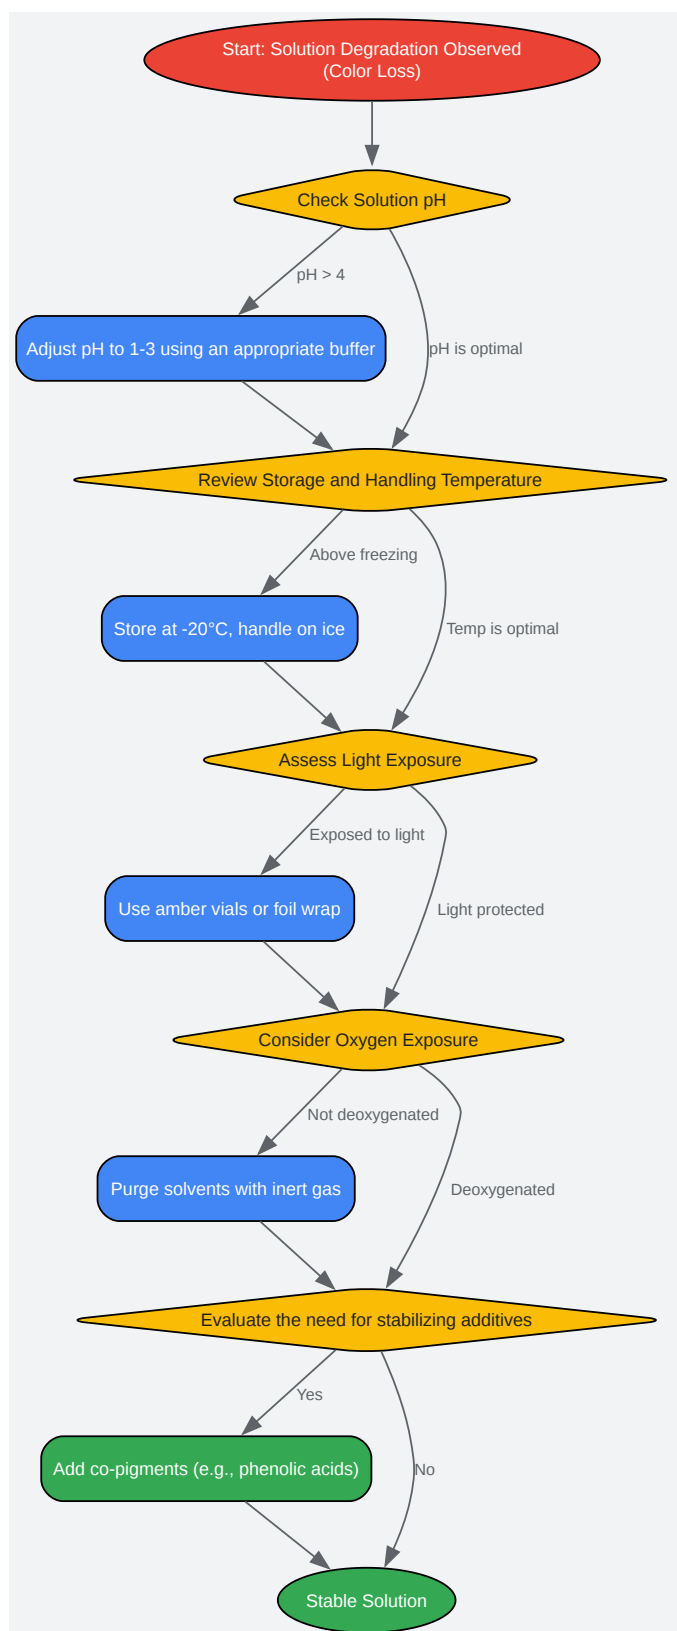 Start: Solution Degradation Observed
(Color Loss)
Check Solution pH
pH > 4
Adjust pH to 1-3 using an appropriate buffer
pH is optimal
Review Storage and Handling Temperature
Above freezing
Store at -20°C, handle on ice
Temp is optimal
Assess Light Exposure
Exposed to light
Use amber vials or foil wrap
Light protected
Consider Oxygen Exposure
Not deoxygenated
Purge solvents with inert gas
Deoxygenated
Evaluate the need for stabilizing additives
Yes
Add co-pigments (e.g., phenolic acids)
No
Stable Solution